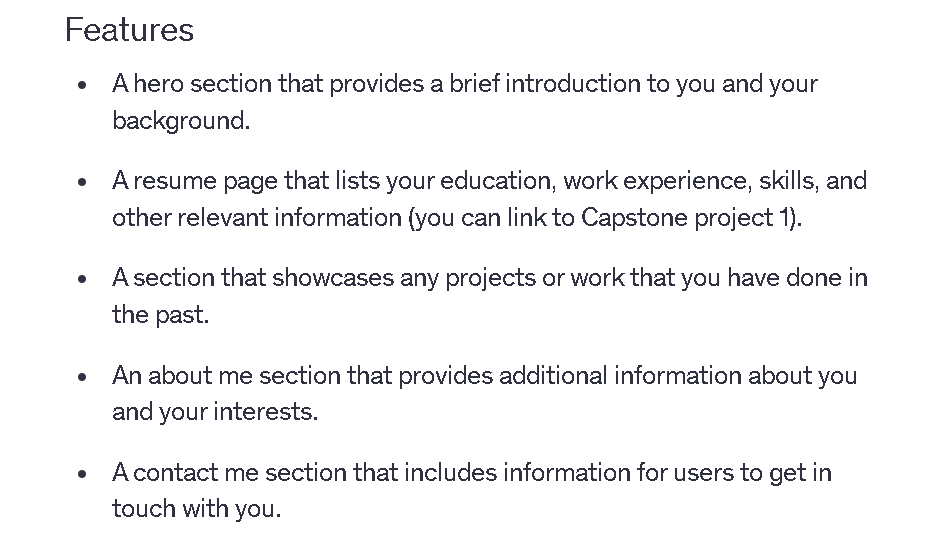 Features
• A hero section that provides a brief introduction to you and your
background.
• A resume page that lists your education, work experience, skills, and
other relevant information (you can link to Capstone project 1).
• A section that showcases any projects or work that you have done in
the past.
• An about me section that provides additional information about you
and your interests.
• A contact me section that includes information for users to get in
touch with you.